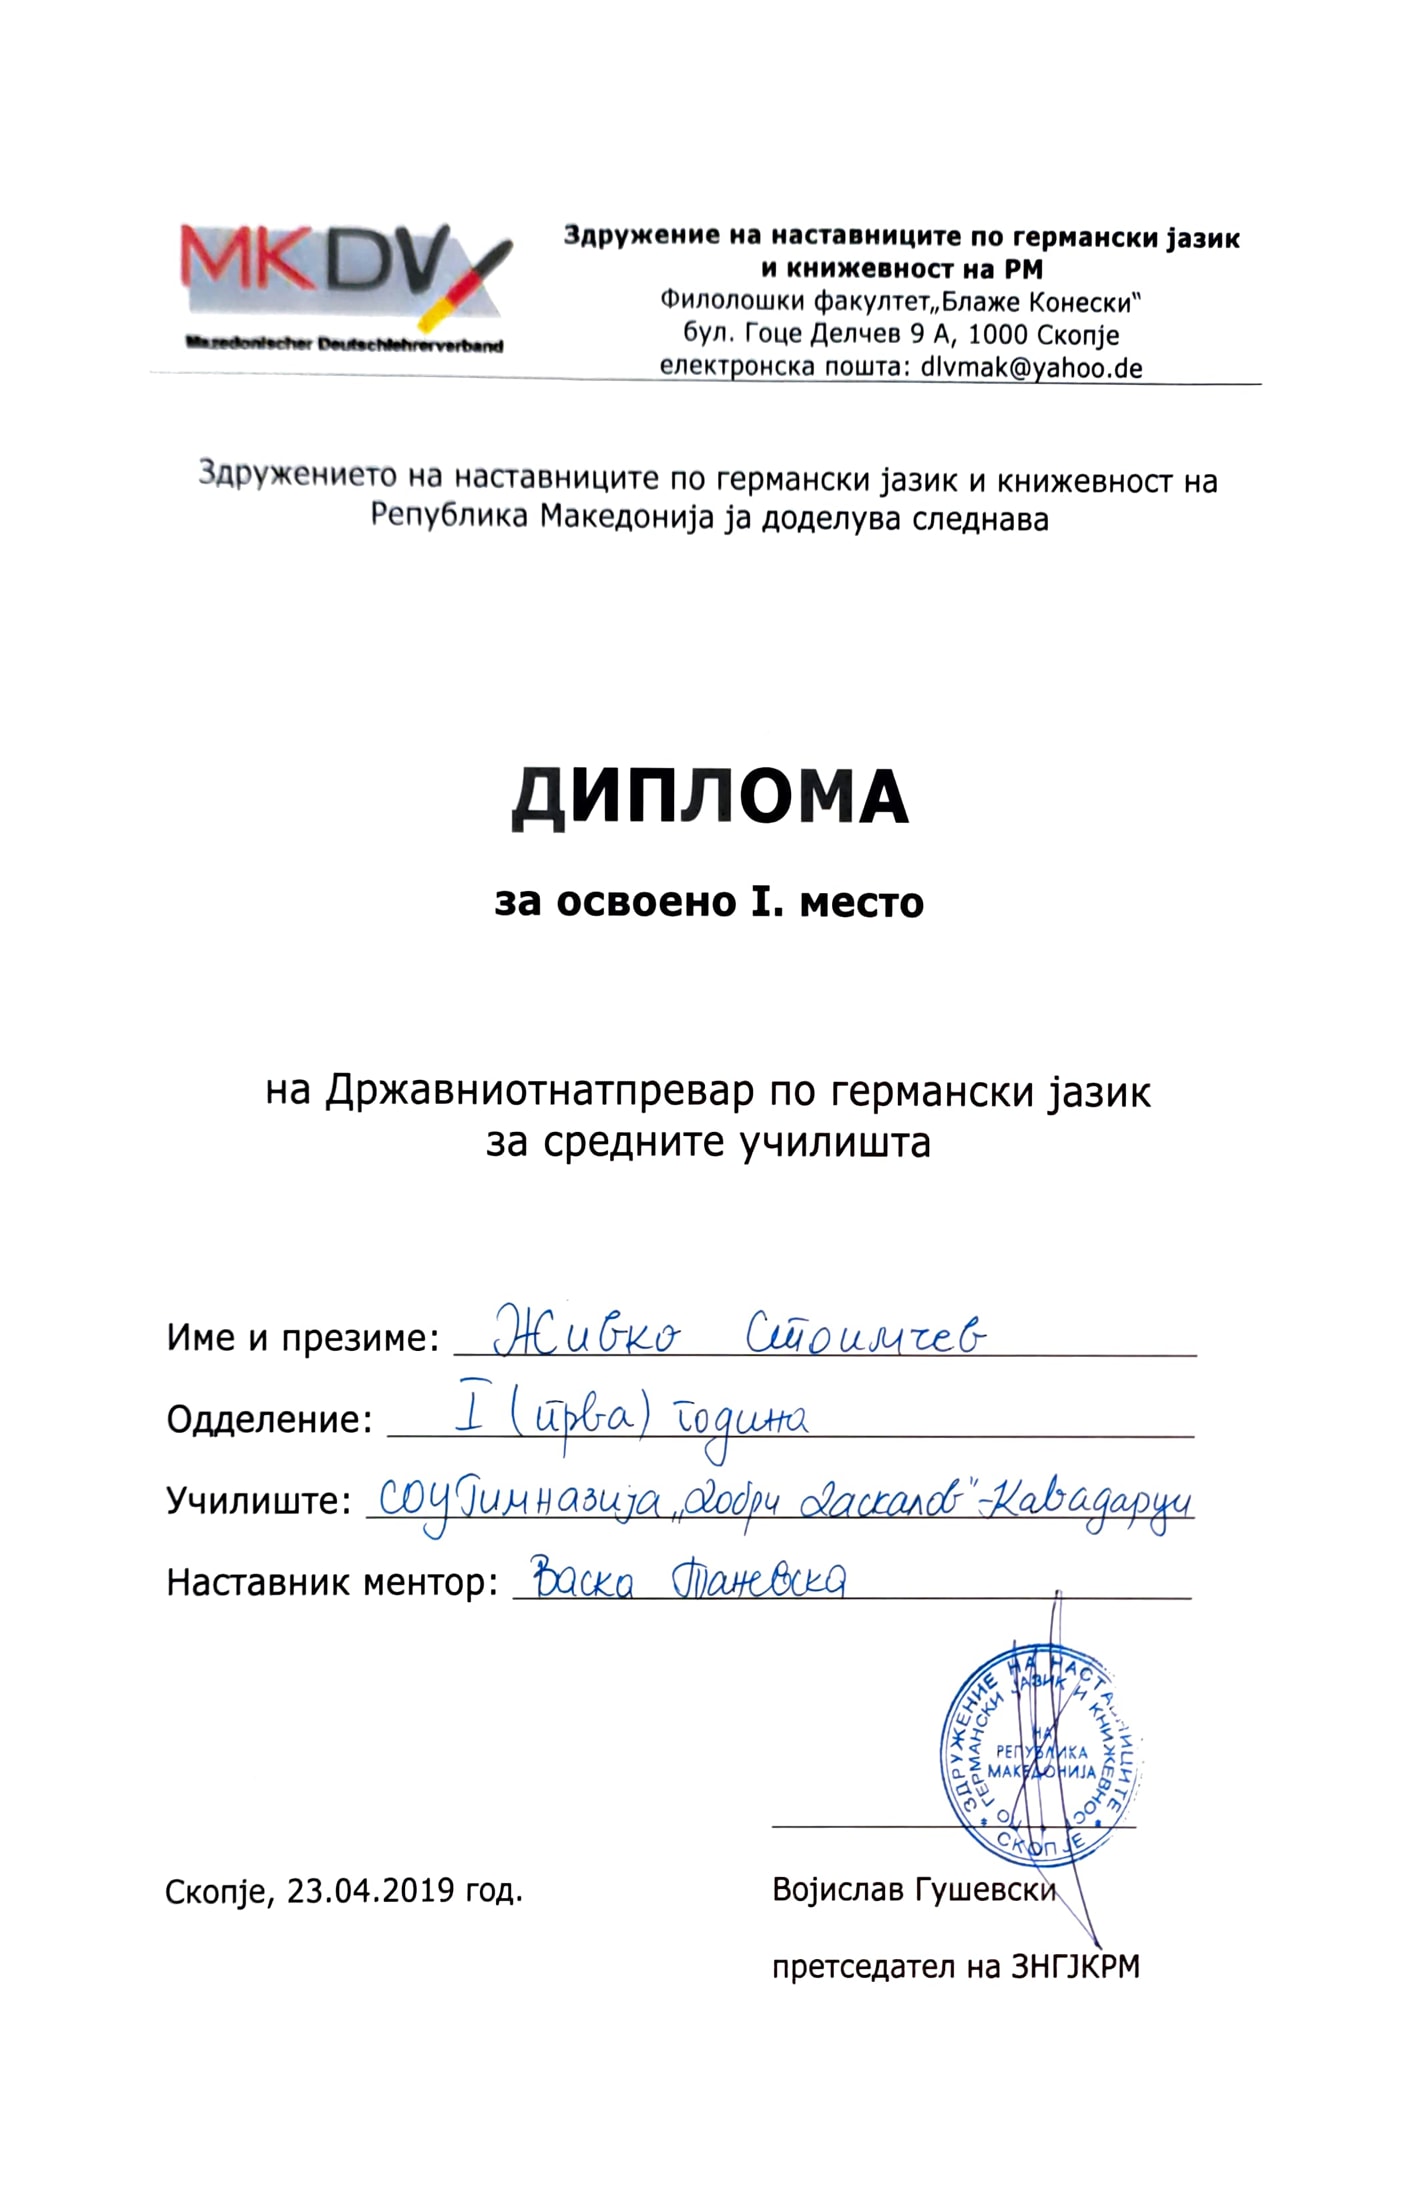 MKDV
Mazedonischer Deutschlehrerverband
Здружение на наставниците по германски јазик
и книжевност на РМ
Филолошки факултет„Блаже Конески“
бул. Гоце Делчев 9 А, 1000 Скопје
електронска пошта: dlvmak@yahoo.de
Здружението на наставниците по германски јазик и книжевност на
Република Македонија ја доделува следнава
ДИПЛОМА
за освоено I. место
на Државниотнатпревар по германски јазик
за средните училишта
Име и презиме: Живко Стоимчев
Одделение: I (прва) година
Училиште: СОУ Гимназија „Добри Даскалов"-Кавадарци
Наставник ментор: Васка Таневска
ЗДРУЖЕНИЕ НА НАСТАВНИЦИТЕ
ПО ГЕРМАНСКИ ЈАЗИК И КНИЖЕВНОСТ
НА
РЕПУБЛИКА
МАКЕДОНИЈА
* СКОПЈЕ *
Скопје, 23.04.2019 год.
Војислав Гушевски
претседател на ЗНГЈКРМ